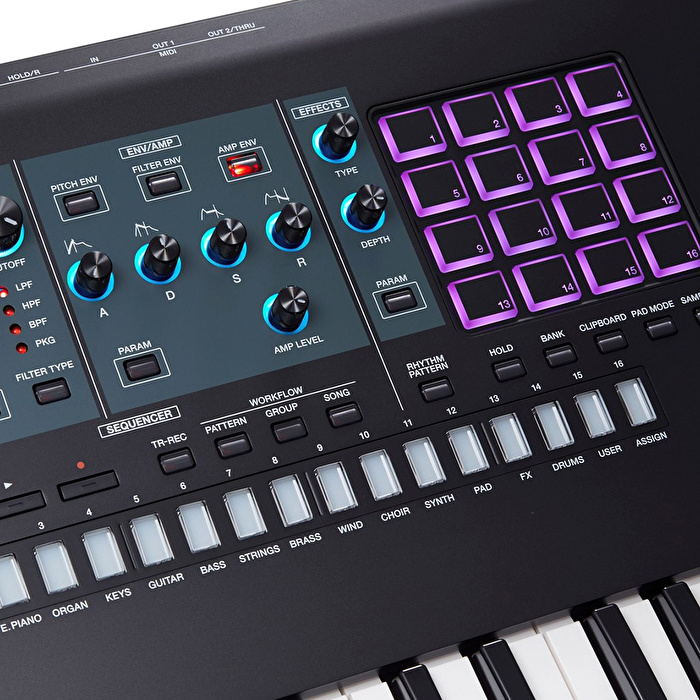 HOLD/R
IN
OUT 1
OUT 2/THRU
MIDI
EFFECTS
ENV/AMP
PITCH ENV
FILTER ENV
AMP ENV
TYPE
DEPTH
PARAM
A
D
S
R
AMP LEVEL
PARAM
LPF
HPF
BPF
PKG
FILTER TYPE
1
2
3
4
5
6
7
8
9
10
11
12
13
14
15
16
SEQUENCER
TR-REC
WORKFLOW
PATTERN
GROUP
SONG
RHYTHM
PATTERN
HOLD
BANK
CLIPBOARD
PAD MODE
3
4
5
6
7
8
9
10
11
12
13
14
15
16
E. PIANO
ORGAN
KEYS
GUITAR
BASS
STRINGS
BRASS
WIND
CHOIR
SYNTH
PAD
FX
DRUMS
USER
ASSIGN